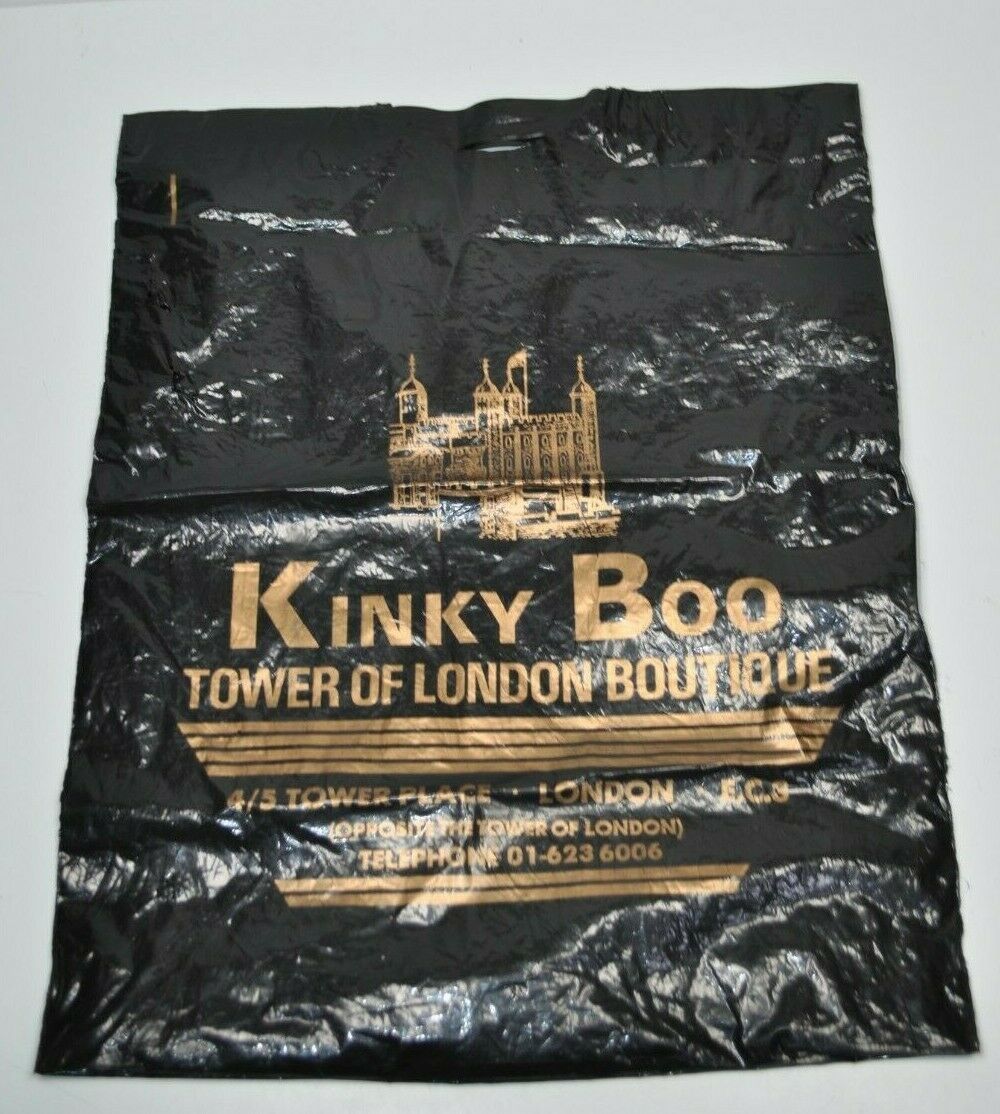 KINKY BOO
TOWER OF LONDON BOUTIQUE
4/5 TOWER PLACE · LONDON · E.C.3
(OPPOSITE THE TOWER OF LONDON)
TELEPHONE 01-623 6006